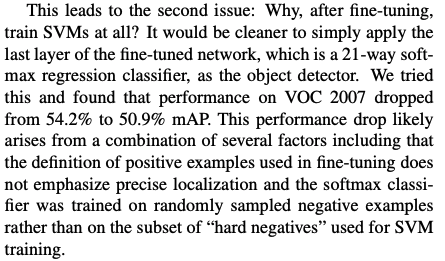 This leads to the second issue: Why, after fine-tuning,
train SVMs at all? It would be cleaner to simply apply the
last layer of the fine-tuned network, which is a 21-way soft-
max regression classifier, as the object detector. We tried
this and found that performance on VOC 2007 dropped
from 54.2% to 50.9% mAP. This performance drop likely
arises from a combination of several factors including that
the definition of positive examples used in fine-tuning does
not emphasize precise localization and the softmax classi-
fier was trained on randomly sampled negative examples
rather than on the subset of “hard negatives” used for SVM
training.